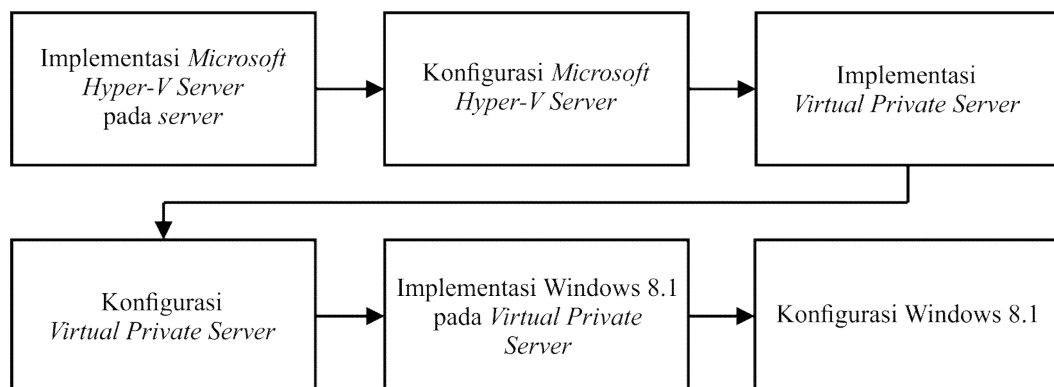 Implementasi Microsoft
Hyper-V Server
pada server
Konfigurasi Microsoft
Hyper-V Server
Implementasi
Virtual Private Server
Konfigurasi
Virtual Private Server
Implementasi Windows 8.1
pada Virtual Private
Server
Konfigurasi Windows 8.1